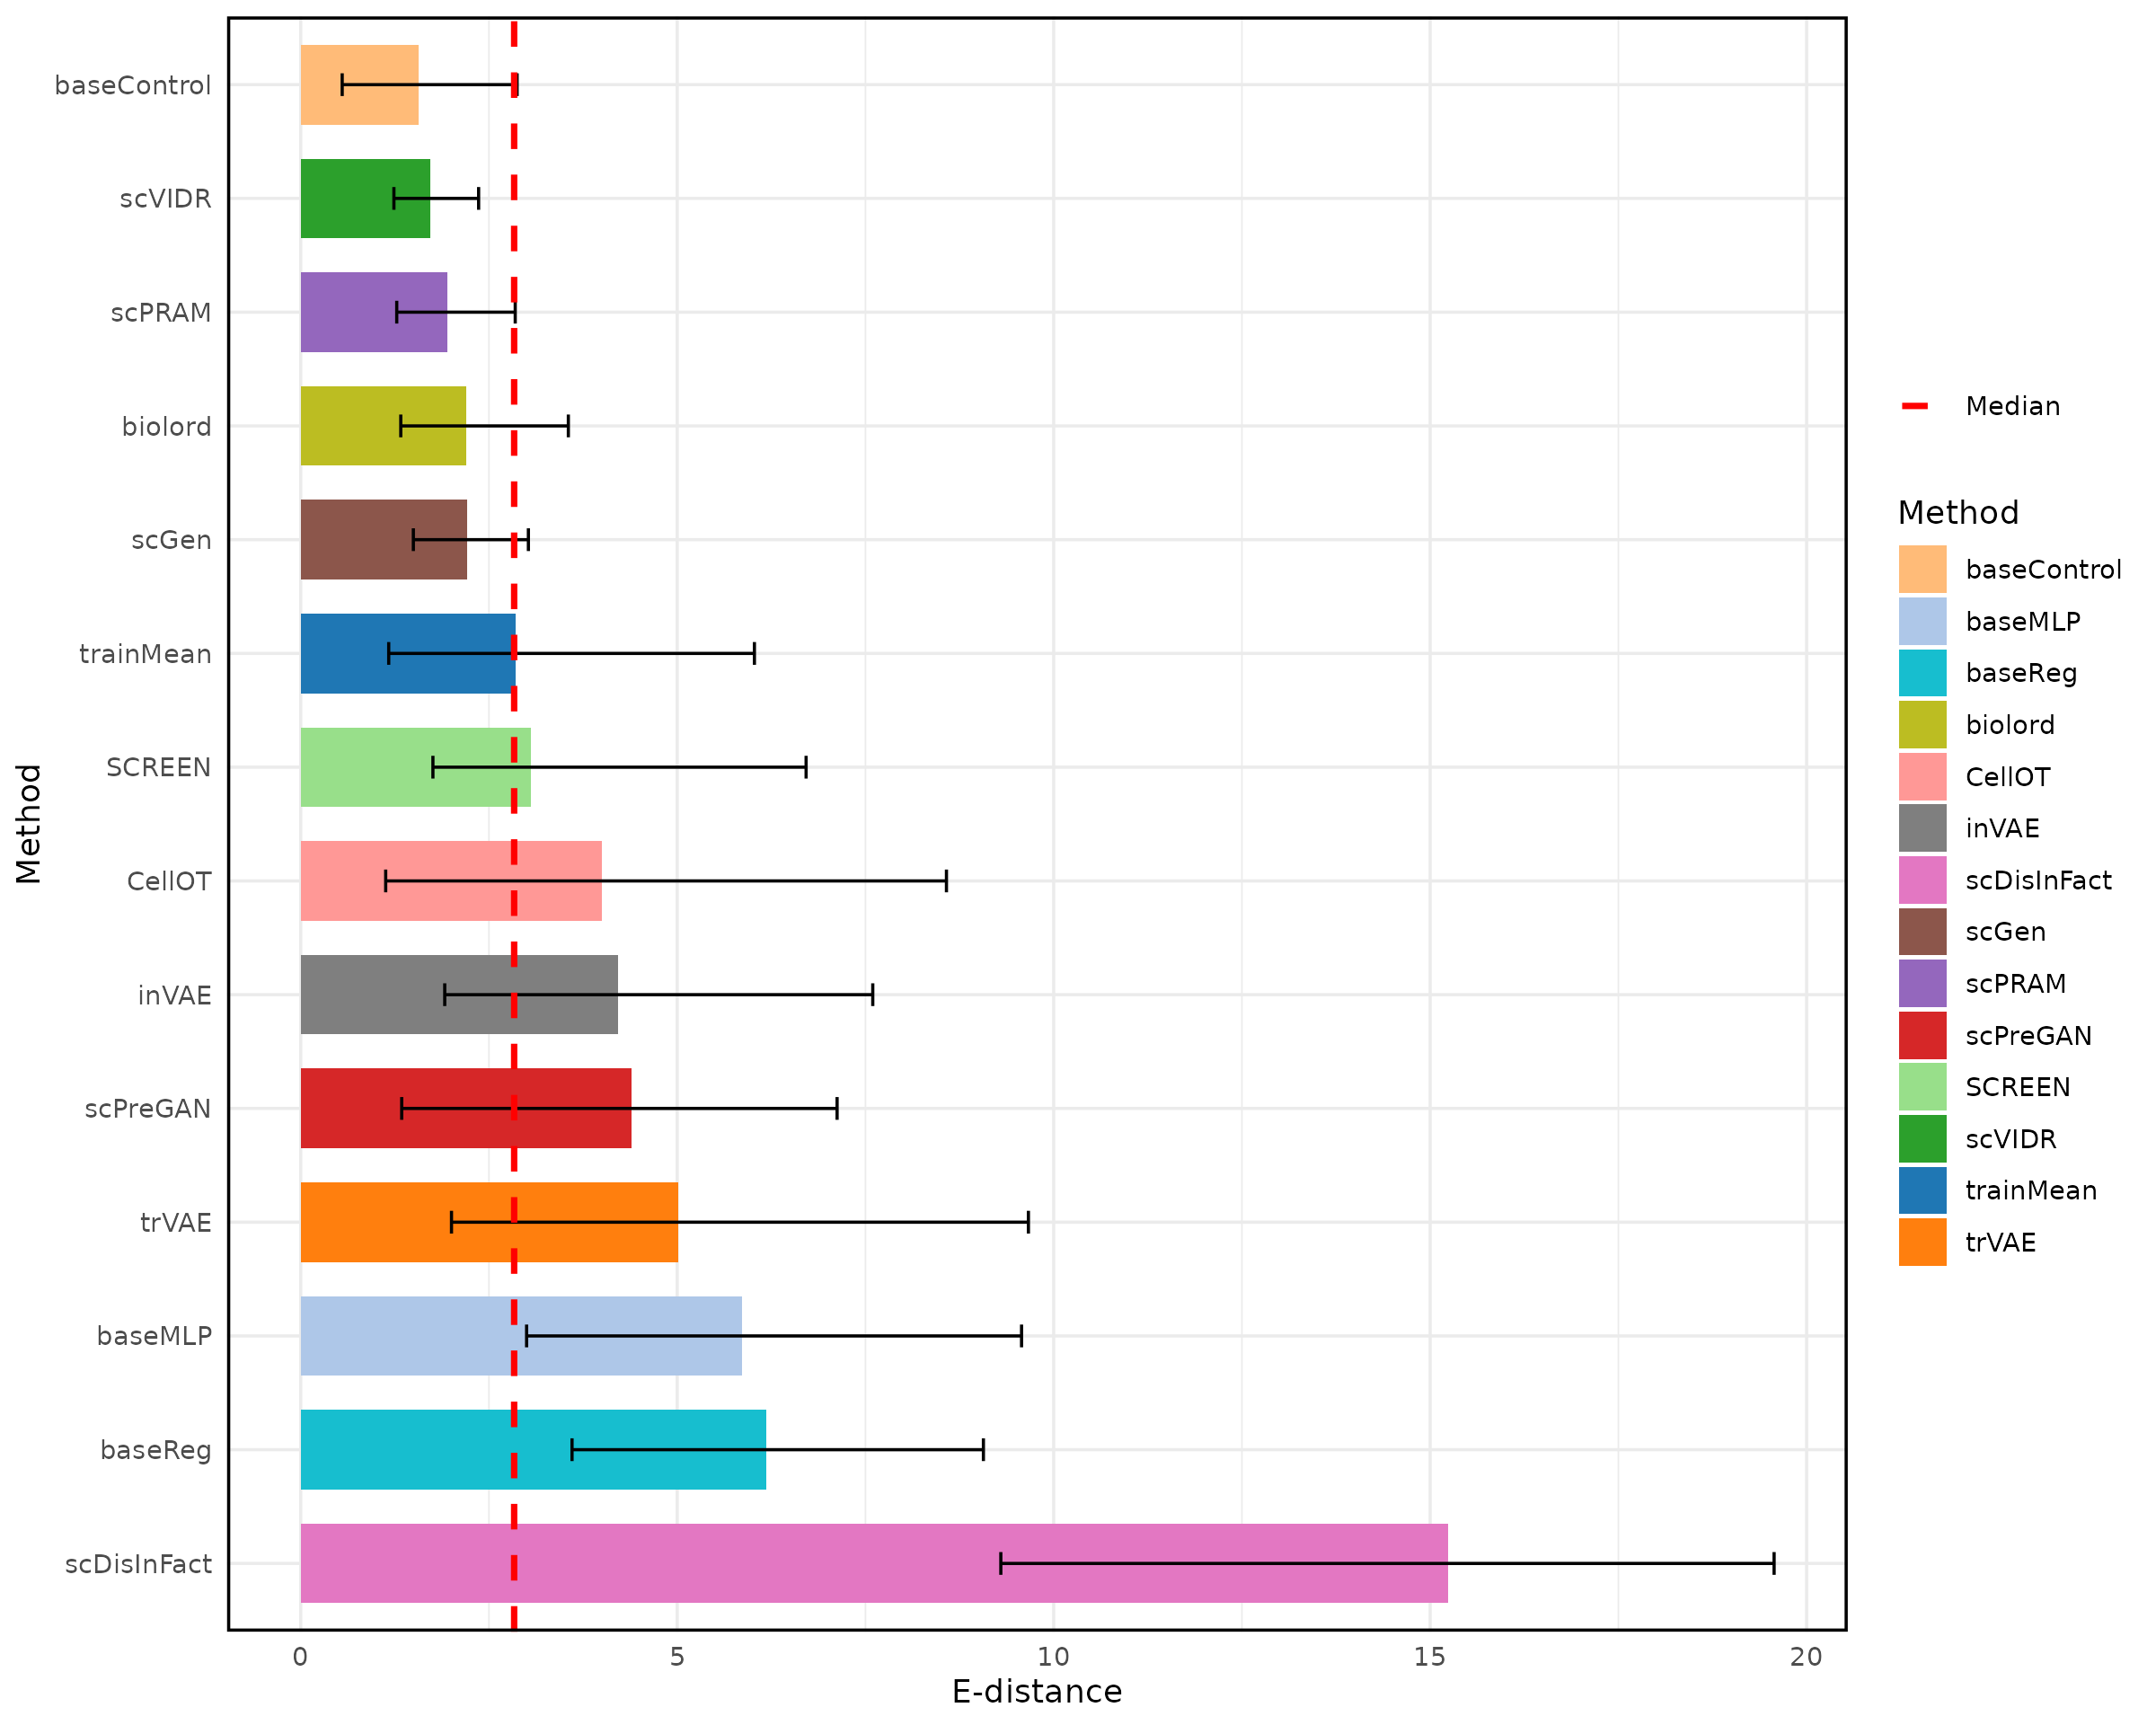 baseControl
scVIDR
scPRAM
biolord
scGen
trainMean
SCREEN
CellOT
inVAE
scPreGAN
trVAE
baseMLP
baseReg
scDisInFact
Method
0 5 10 15 20
E-distance
Median
Method
baseControl
baseMLP
baseReg
biolord
CellOT
inVAE
scDisInFact
scGen
scPRAM
scPreGAN
SCREEN
scVIDR
trainMean
trVAE